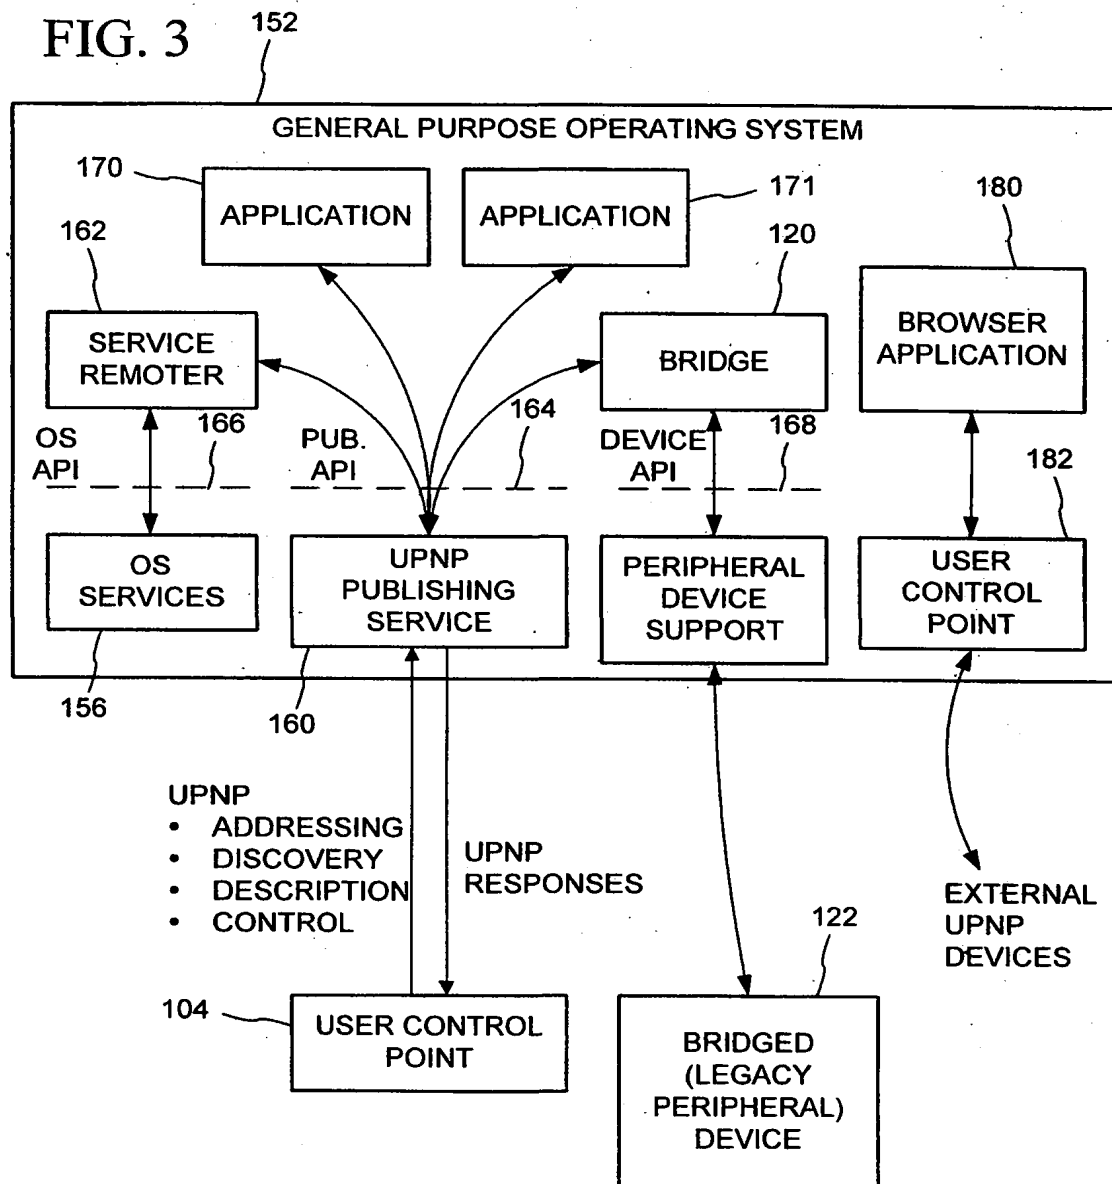 FIG. 3
152
GENERAL PURPOSE OPERATING SYSTEM
170
APPLICATION
APPLICATION
171
180
162
120
SERVICE
REMOTER
BRIDGE
BROWSER
APPLICATION
OS
API
166
PUB.
API
164
DEVICE
API
168
182
OS
SERVICES
UPNP
PUBLISHING
SERVICE
PERIPHERAL
DEVICE
SUPPORT
USER
CONTROL
POINT
156
160
UPNP
• ADDRESSING
• DISCOVERY
• DESCRIPTION
• CONTROL
UPNP
RESPONSES
EXTERNAL
UPNP
DEVICES
122
104
USER CONTROL
POINT
BRIDGED
(LEGACY
PERIPHERAL)
DEVICE